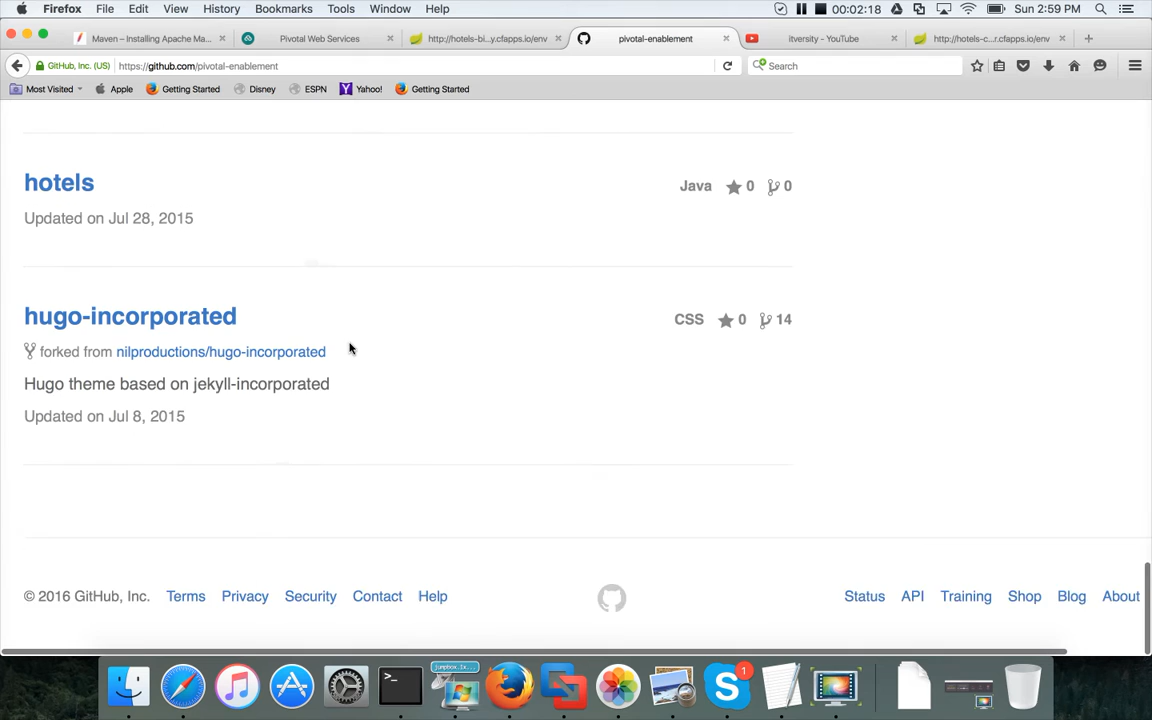 Firefox File Edit View History Bookmarks Tools Window Help 00:02:18 Sun 2:59 PM
Maven – Installing Apache Ma... Pivotal Web Services http://hotels-bi...y.cfapps.io/env pivotal-enablement itversity - YouTube http://hotels-c...r.cfapps.io/env
GitHub, Inc. (US) https://github.com/pivotal-enablement Search
Most Visited Apple Getting Started Disney ESPN Yahoo! Getting Started
hotels
Java 0 0
Updated on Jul 28, 2015
hugo-incorporated
CSS 0 14
forked from nilproductions/hugo-incorporated
Hugo theme based on jekyll-incorporated
Updated on Jul 8, 2015
© 2016 GitHub, Inc. Terms Privacy Security Contact Help Status API Training Shop Blog About
>_
1